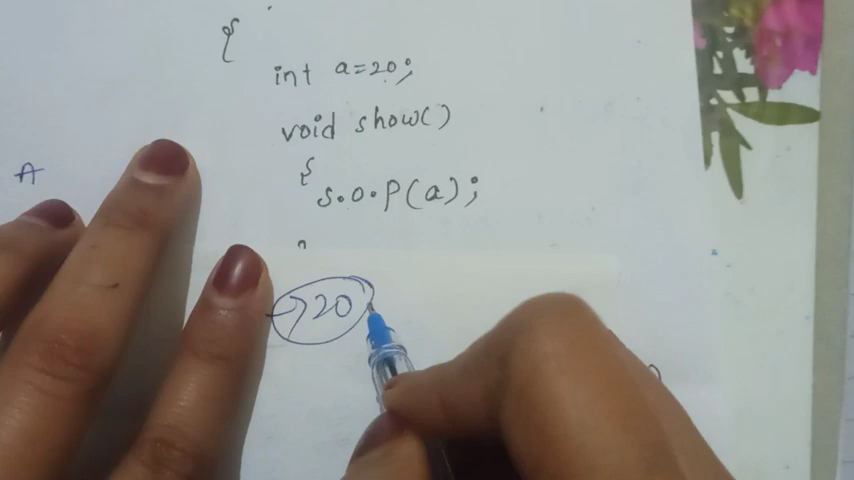 {
int a=20;
void show()
{
A
s.o.p(a);
→20